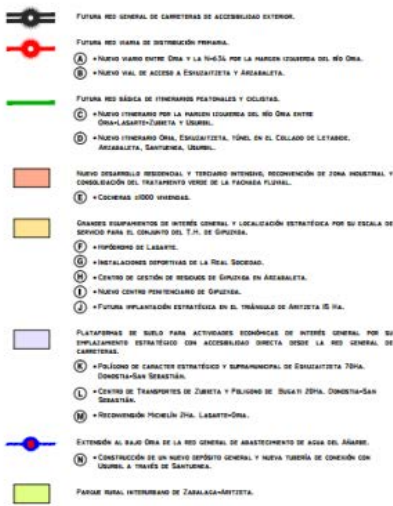 FUTURA RED GENERAL DE CARRETERAS DE ACCESIBILIDAD EXTERIOR.
FUTURA RED VIARIA DE DISTRIBUCIÓN PRIMARIA.
A • NUEVO VIARIO ENTRE ORIA Y LA N-634 POR LA MARGEN IZQUIERDA DEL RÍO ORIA.
B • NUEVO VIAL DE ACCESO A ESKUZAITZETA Y ARZABALETA.
FUTURA RED BÁSICA DE ITINERARIOS PEATONALES Y CICLISTAS.
C • NUEVO ITINERARIO POR LA MARGEN IZQUIERDA DEL RÍO ORIA ENTRE
ORIA-LASARTE-ZUBIETA Y USURBIL.
D • NUEVO ITINERARIO ORIA, ESKUZAITZETA, TÚNEL EN EL COLLADO DE LETABIDE,
ARZABALETA, SANTUENEA, USURBIL.
NUEVO DESARROLLO RESIDENCIAL Y TERCIARIO INTENSIVO, RECONVENCIÓN DE ZONA INDUSTRIAL Y
CONSOLIDACIÓN DEL TRATAMIENTO VERDE DE LA FACHADA FLUVIAL.
E • COCHERAS ±1000 VIVIENDAS.
GRANDES EQUIPAMIENTOS DE INTERÉS GENERAL Y LOCALIZACIÓN ESTRATÉGICA POR SU ESCALA DE
SERVICIO PARA EL CONJUNTO DEL T.H. DE GIPUZKOA.
F • HIPÓDROMO DE LASARTE.
G • INSTALACIONES DEPORTIVAS DE LA REAL SOCIEDAD.
H • CENTRO DE GESTIÓN DE RESIDUOS DE GIPUZKOA EN ARZABALETA.
I • NUEVO CENTRO PENITENCIARIO DE GIPUZKOA.
J • FUTURA IMPLANTACIÓN ESTRATÉGICA EN EL TRIÁNGULO DE ARITZETA 15 HA.
PLATAFORMAS DE SUELO PARA ACTIVIDADES ECONÓMICAS DE INTERÉS GENERAL POR SU
EMPLAZAMIENTO ESTRATÉGICO CON ACCESIBILIDAD DIRECTA DESDE LA RED GENERAL DE
CARRETERAS.
K • POLÍGONO DE CARACTER ESTRATÉGICO Y SUPRAMUNICIPAL DE ESKUZAITZETA 70HA.
DONOSTIA-SAN SEBASTIÁN.
L • CENTRO DE TRANSPORTES DE ZUBIETA Y POLIGONO DE BUGATI 20HA. DONOSTIA-SAN
SEBASTIÁN.
M • RECONVENSIÓN MICHELÍN 2HA. LASARTE-ORIA.
EXTENSIÓN AL BAJO ORIA DE LA RED GENERAL DE ABASTECIMIENTO DE AGUA DEL AÑARBE.
N • CONSTRUCCIÓN DE UN NUEVO DEPÓSITO GENERAL Y NUEVA TUBERÍA DE CONEXIÓN CON
USURBIL A TRAVÉS DE SANTUENEA.
PARQUE RURAL INTERURBANO DE ZABALAGA-ARITZETA.